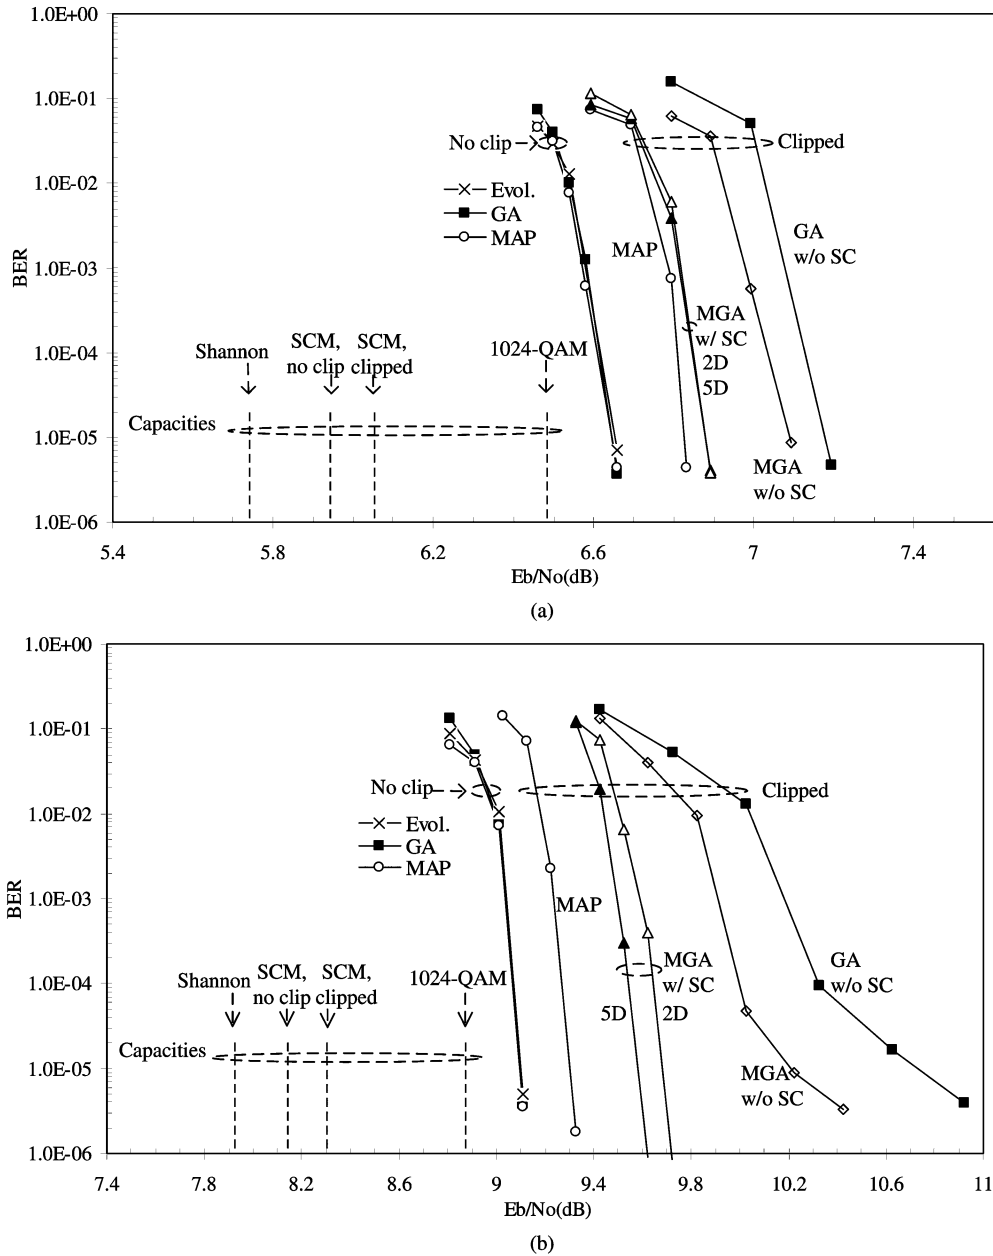 1.0E+00
1.0E-01
1.0E-02
1.0E-03
1.0E-04
1.0E-05
1.0E-06
BER
No clip
Clipped
Evol.
GA
MAP
MAP
GA
w/o SC
MGA
w/ SC
2D
5D
MGA
w/o SC
Shannon
SCM,
no clip
SCM,
clipped
1024-QAM
Capacities
5.4 5.8 6.2 6.6 7 7.4
Eb/No(dB)
(a)
1.0E+00
1.0E-01
1.0E-02
1.0E-03
1.0E-04
1.0E-05
1.0E-06
BER
No clip
Clipped
Evol.
GA
MAP
MAP
GA
w/o SC
MGA
w/ SC
5D
2D
MGA
w/o SC
Shannon
SCM,
no clip
SCM,
clipped
1024-QAM
Capacities
7.4 7.8 8.2 8.6 9 9.4 9.8 10.2 10.6 11
Eb/No(dB)
(b)